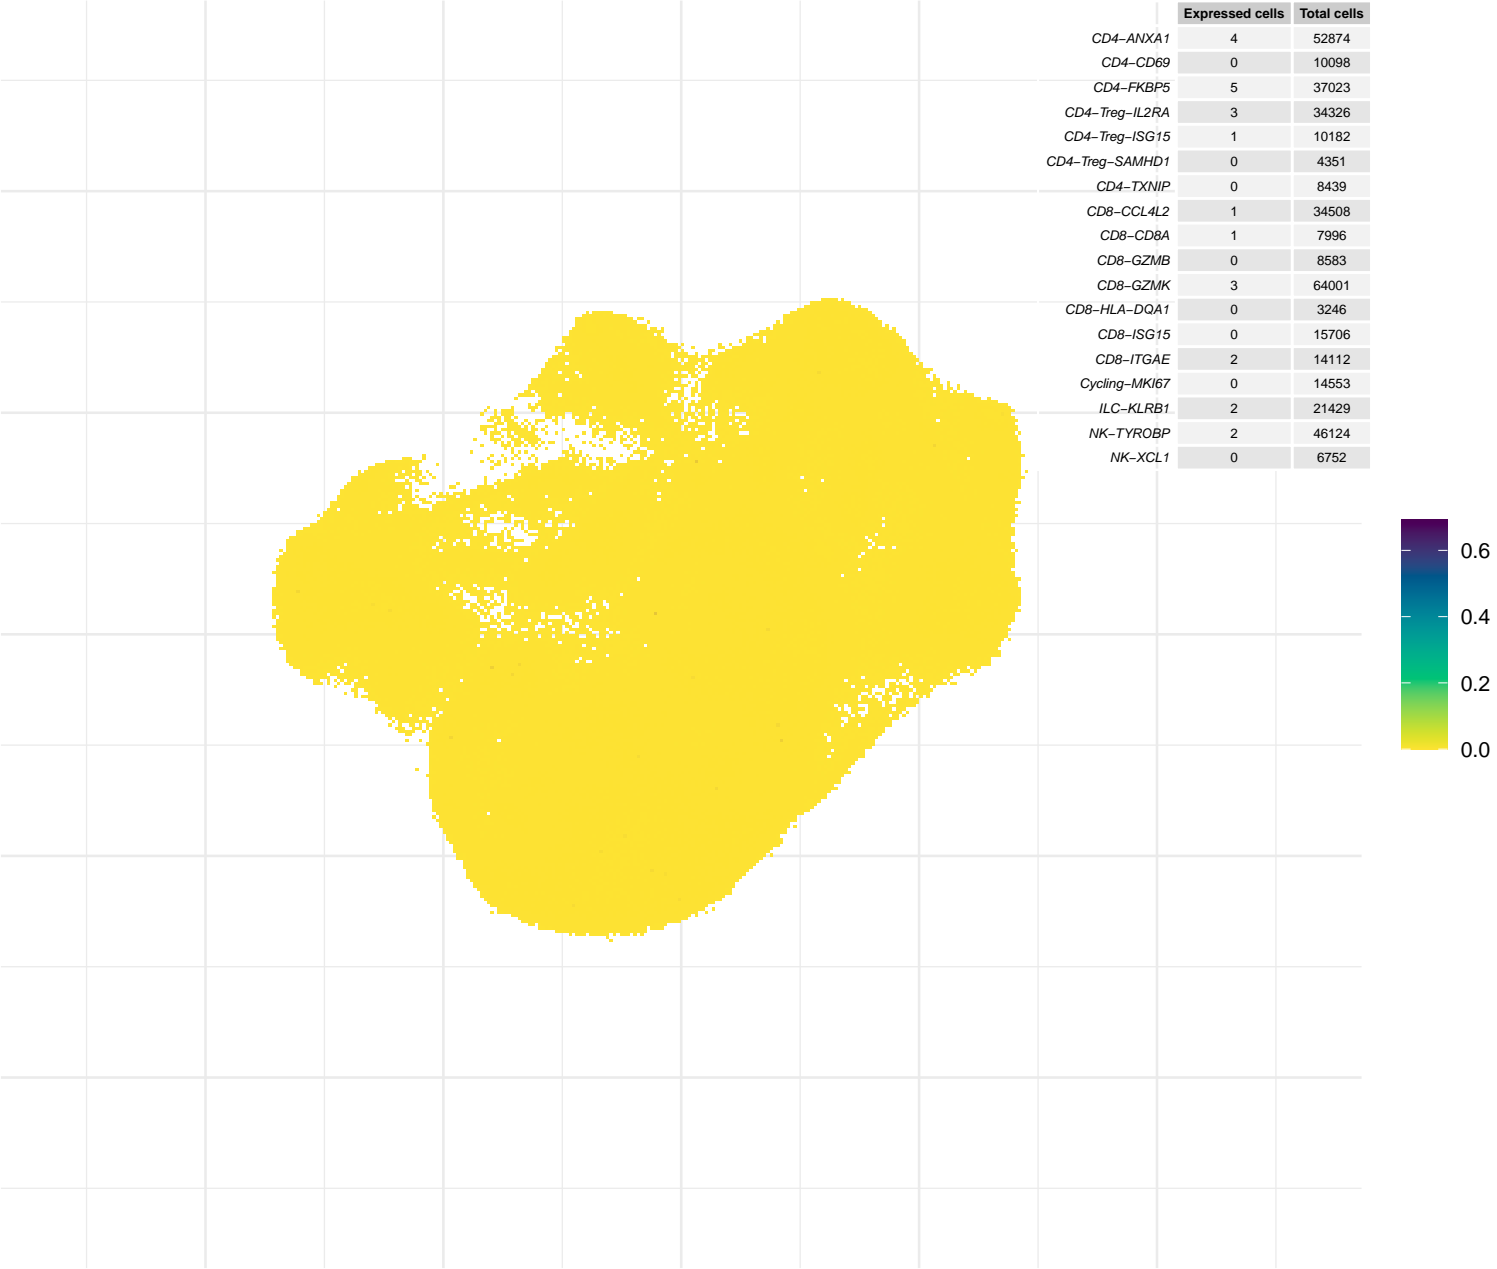 Expressed cells Total cells
CD4−ANXA1 4 52874
CD4−CD69 0 10098
CD4−FKBP5 5 37023
CD4−Treg−IL2RA 3 34326
CD4−Treg−ISG15 1 10182
CD4−Treg−SAMHD1 0 4351
CD4−TXNIP 0 8439
CD8−CCL4L2 1 34508
CD8−CD8A 1 7996
CD8−GZMB 0 8583
CD8−GZMK 3 64001
CD8−HLA−DQA1 0 3246
CD8−ISG15 0 15706
CD8−ITGAE 2 14112
Cycling−MKI67 0 14553
ILC−KLRB1 2 21429
NK−TYROBP 2 46124
NK−XCL1 0 6752
0.6
0.4
0.2
0.0